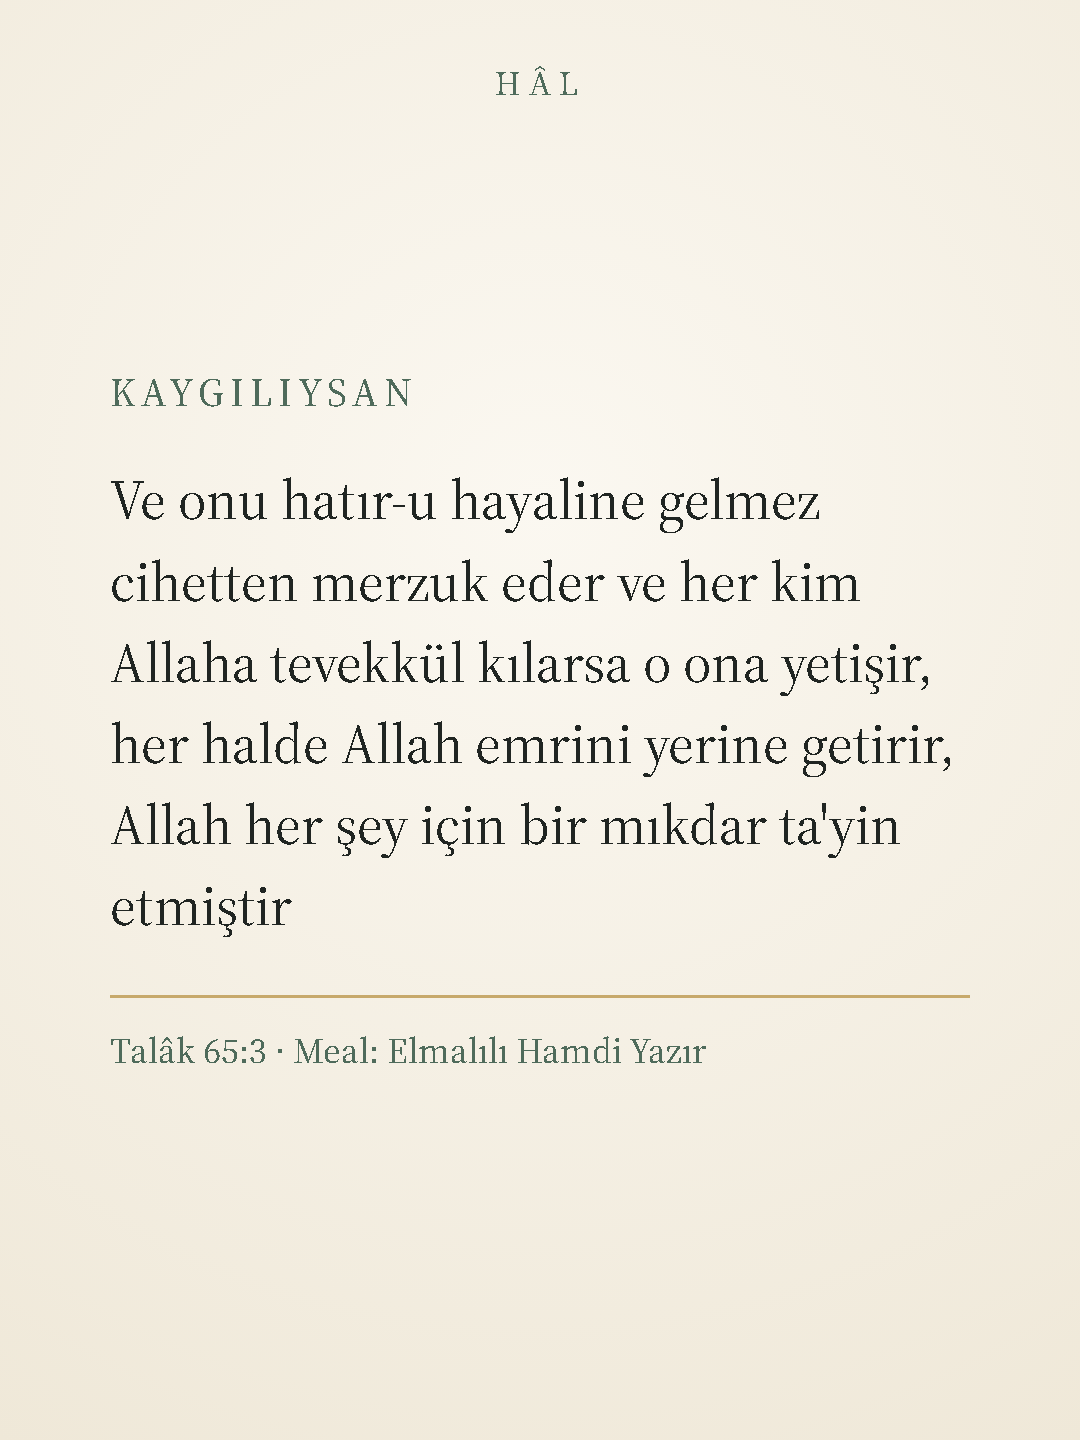 HÂL
KAYGILIYSAN
Ve onu hatır-u hayaline gelmez
cihetten merzuk eder ve her kim
Allaha tevekkül kılarsa o ona yetişir,
her halde Allah emrini yerine getirir,
Allah her şey için bir mıkdar ta'yin
etmiştir
Talâk 65:3 · Meal: Elmalılı Hamdi Yazır